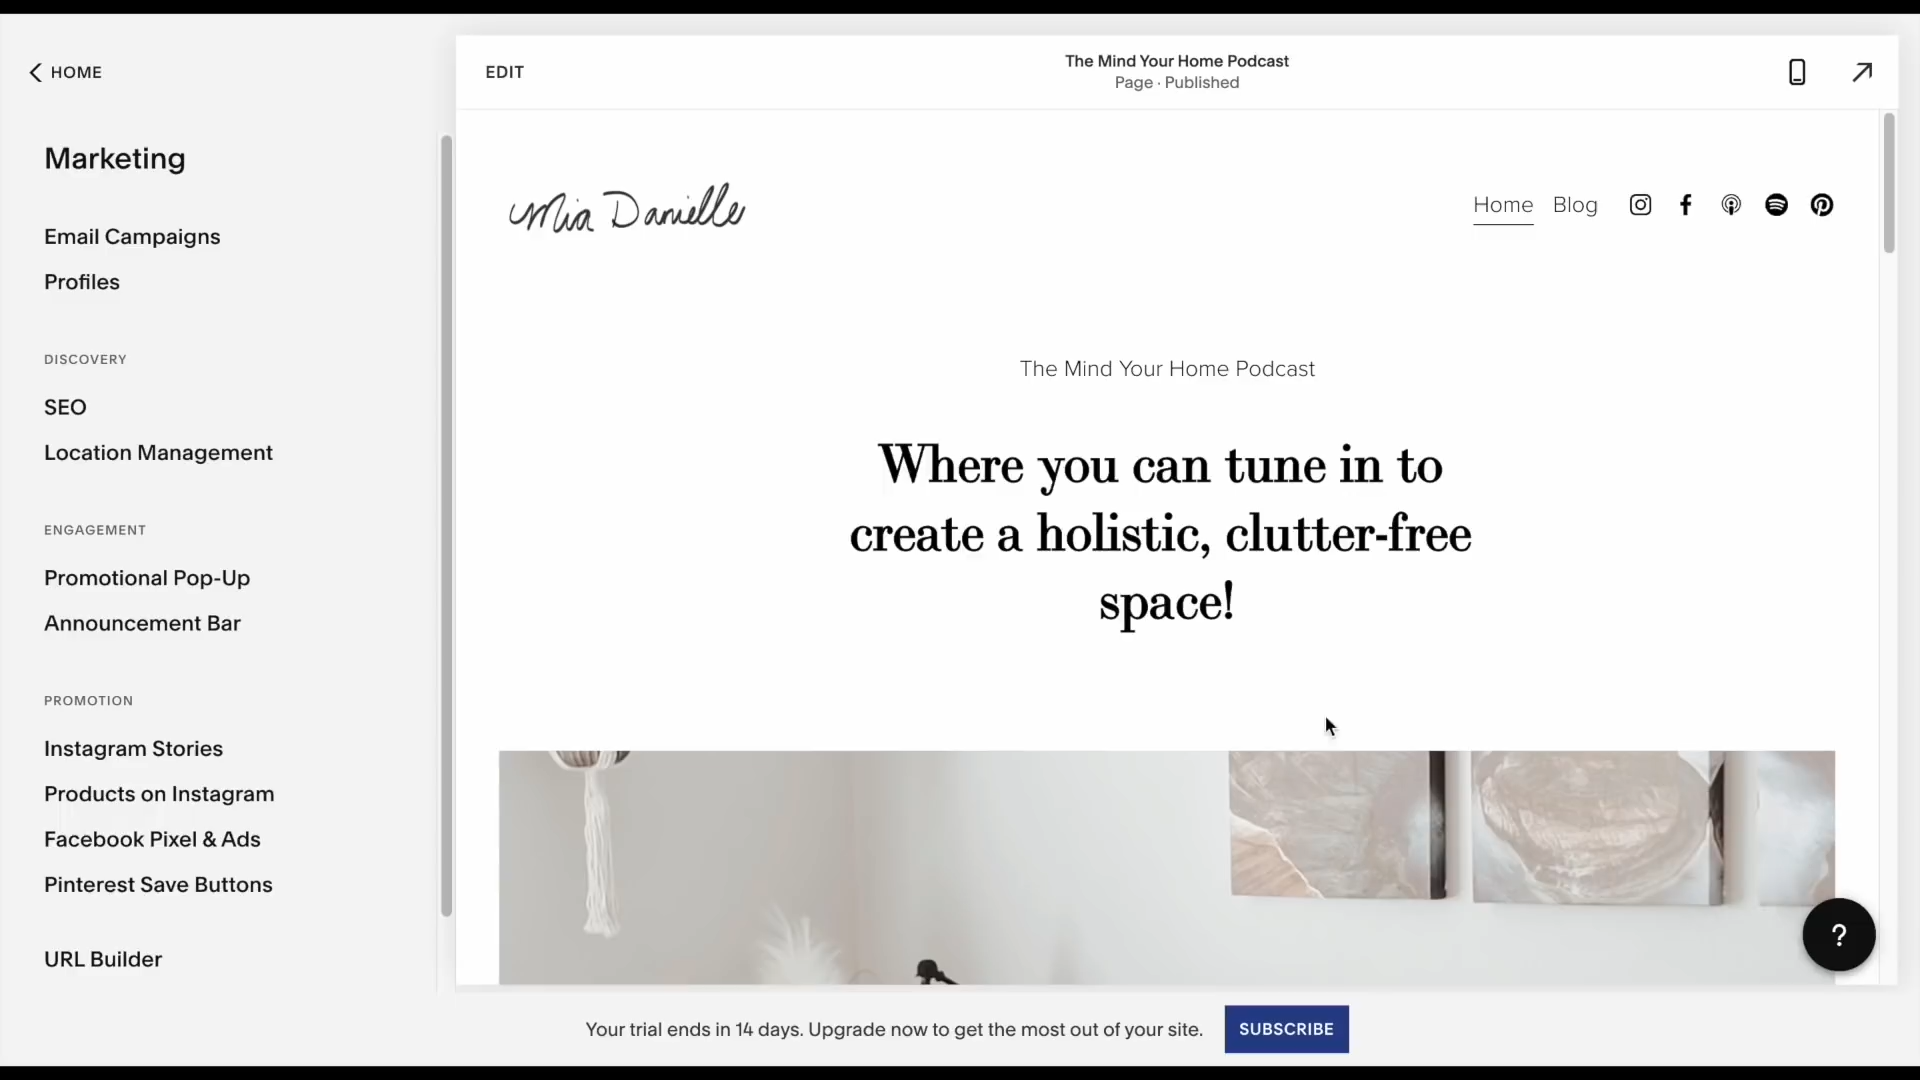 HOME
Marketing
Email Campaigns
Profiles
DISCOVERY
SEO
Location Management
ENGAGEMENT
Promotional Pop-Up
Announcement Bar
PROMOTION
Instagram Stories
Products on Instagram
Facebook Pixel & Ads
Pinterest Save Buttons
URL Builder
EDIT
The Mind Your Home Podcast
Page · Published
Mia Danielle
Home Blog
The Mind Your Home Podcast
Where you can tune in to
create a holistic, clutter-free
space!
?
Your trial ends in 14 days. Upgrade now to get the most out of your site.
SUBSCRIBE